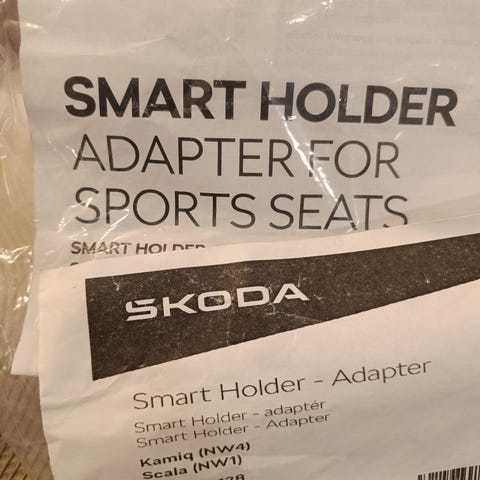 SMART HOLDER
ADAPTER FOR
SPORTS SEATS
SMART HOLDER
ŠKODA
Smart Holder - Adapter
Smart Holder - adaptér
Smart Holder - Adapter
Kamiq (NW4)
Scala (NW1)